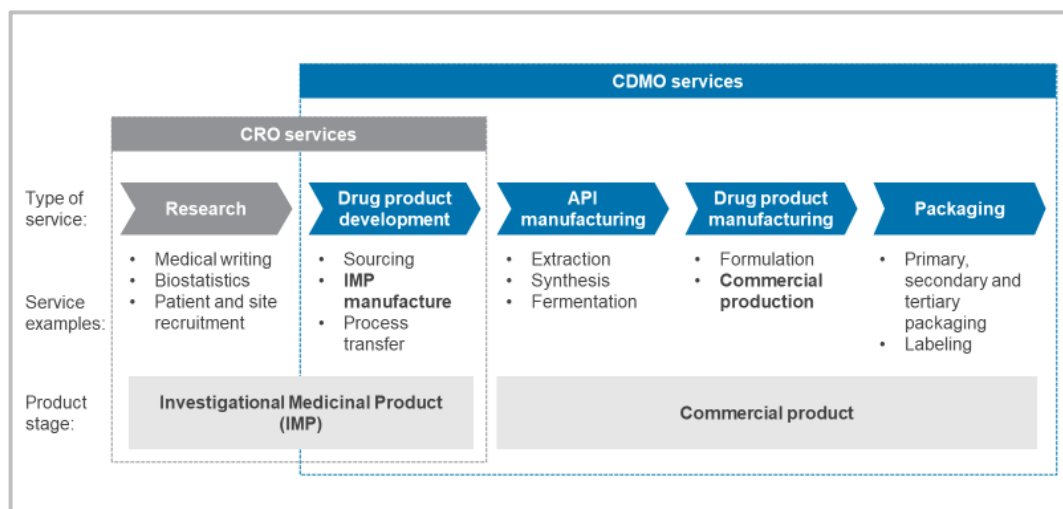 CDMO services
CRO services
Type of
service:
Research
Drug product
development
API
manufacturing
Drug product
manufacturing
Packaging
Service
examples:
• Medical writing
• Biostatistics
• Patient and site
recruitment
• Sourcing
• IMP
manufacture
• Process
transfer
• Extraction
• Synthesis
• Fermentation
• Formulation
• Commercial
production
• Primary,
secondary and
tertiary
packaging
• Labeling
Product
stage:
Investigational Medicinal Product
(IMP)
Commercial product